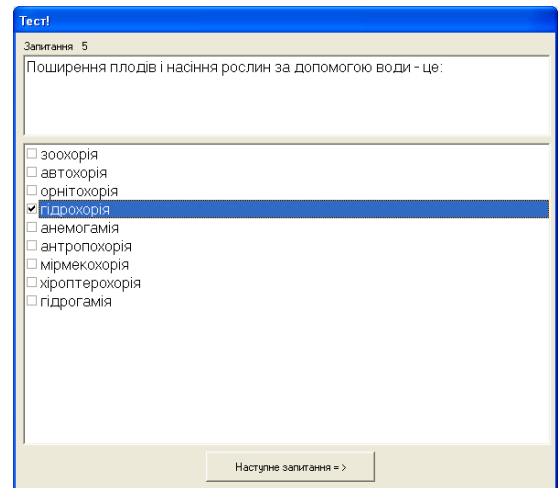 Тест!
Запитання 5
Поширення плодів і насіння рослин за допомогою води - це:
зоохорія
автохорія
орнітохорія
гідрохорія
анемогамія
антропохорія
мірмекохорія
хіроптерохорія
гідрогамія
Наступне запитання = >